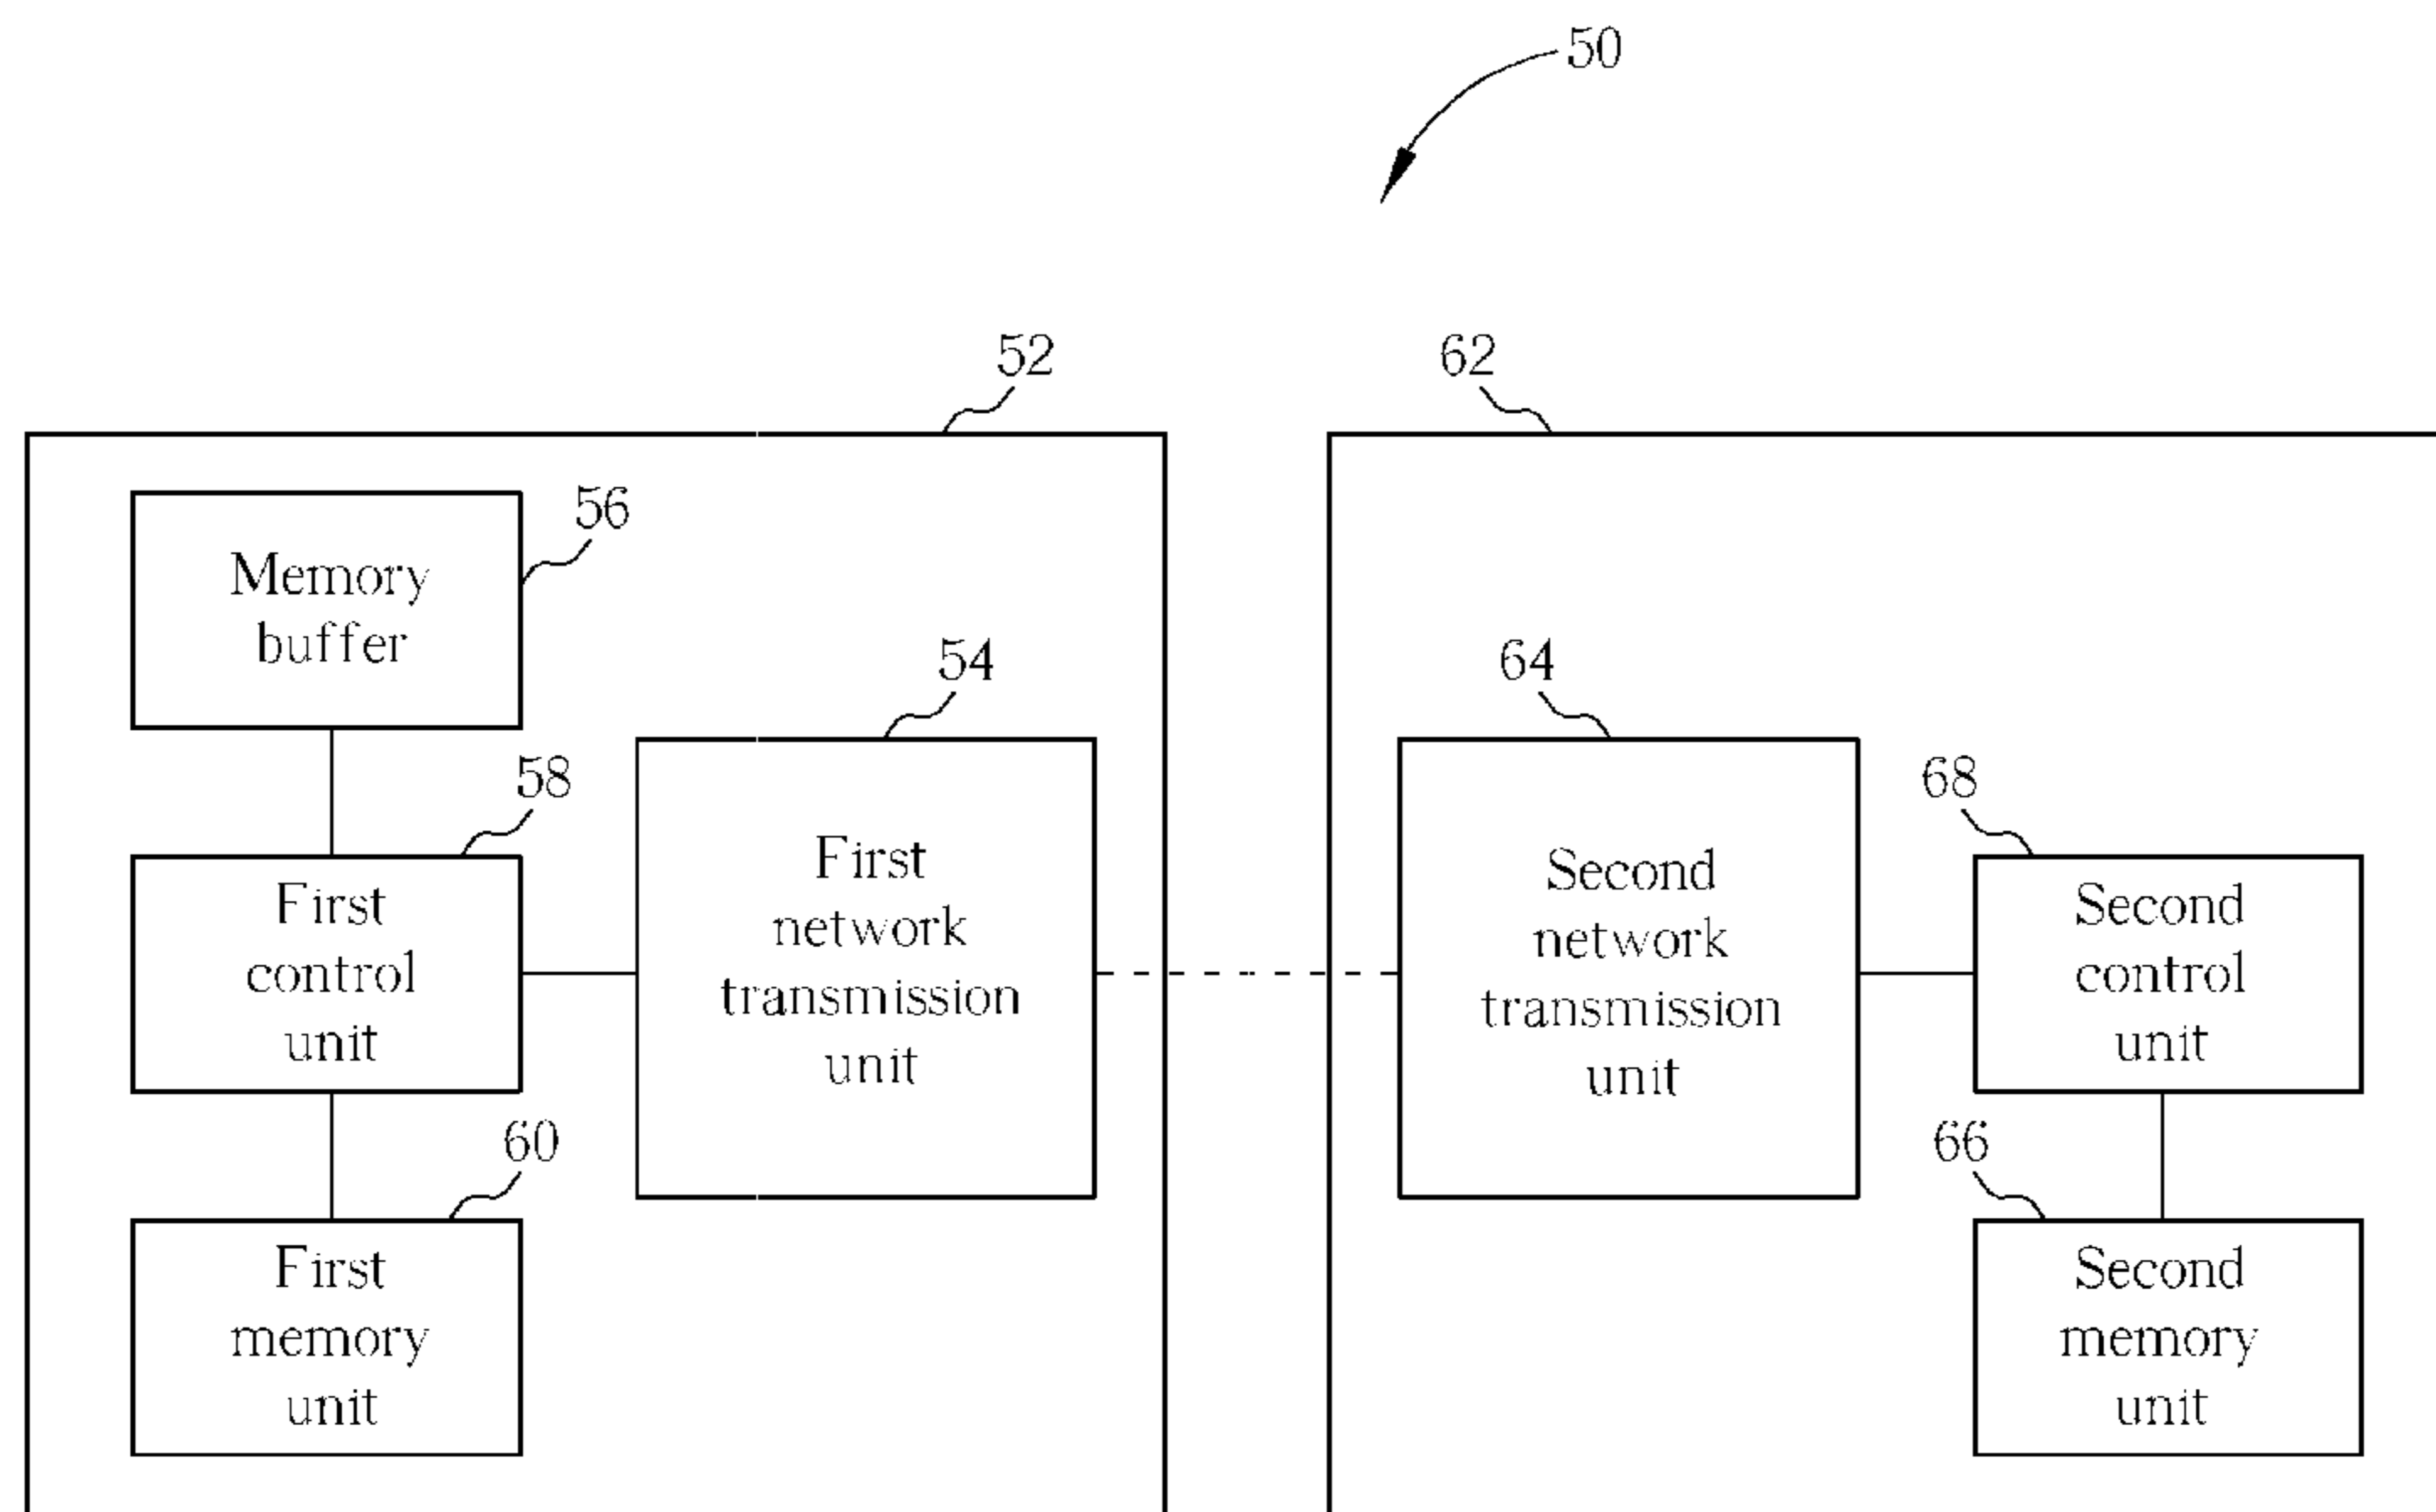 50
52
62
56
Memory
buffer
54
64
58
68
First
control
unit
First
network
transmission
unit
Second
network
transmission
unit
Second
control
unit
60
66
First
memory
unit
Second
memory
unit